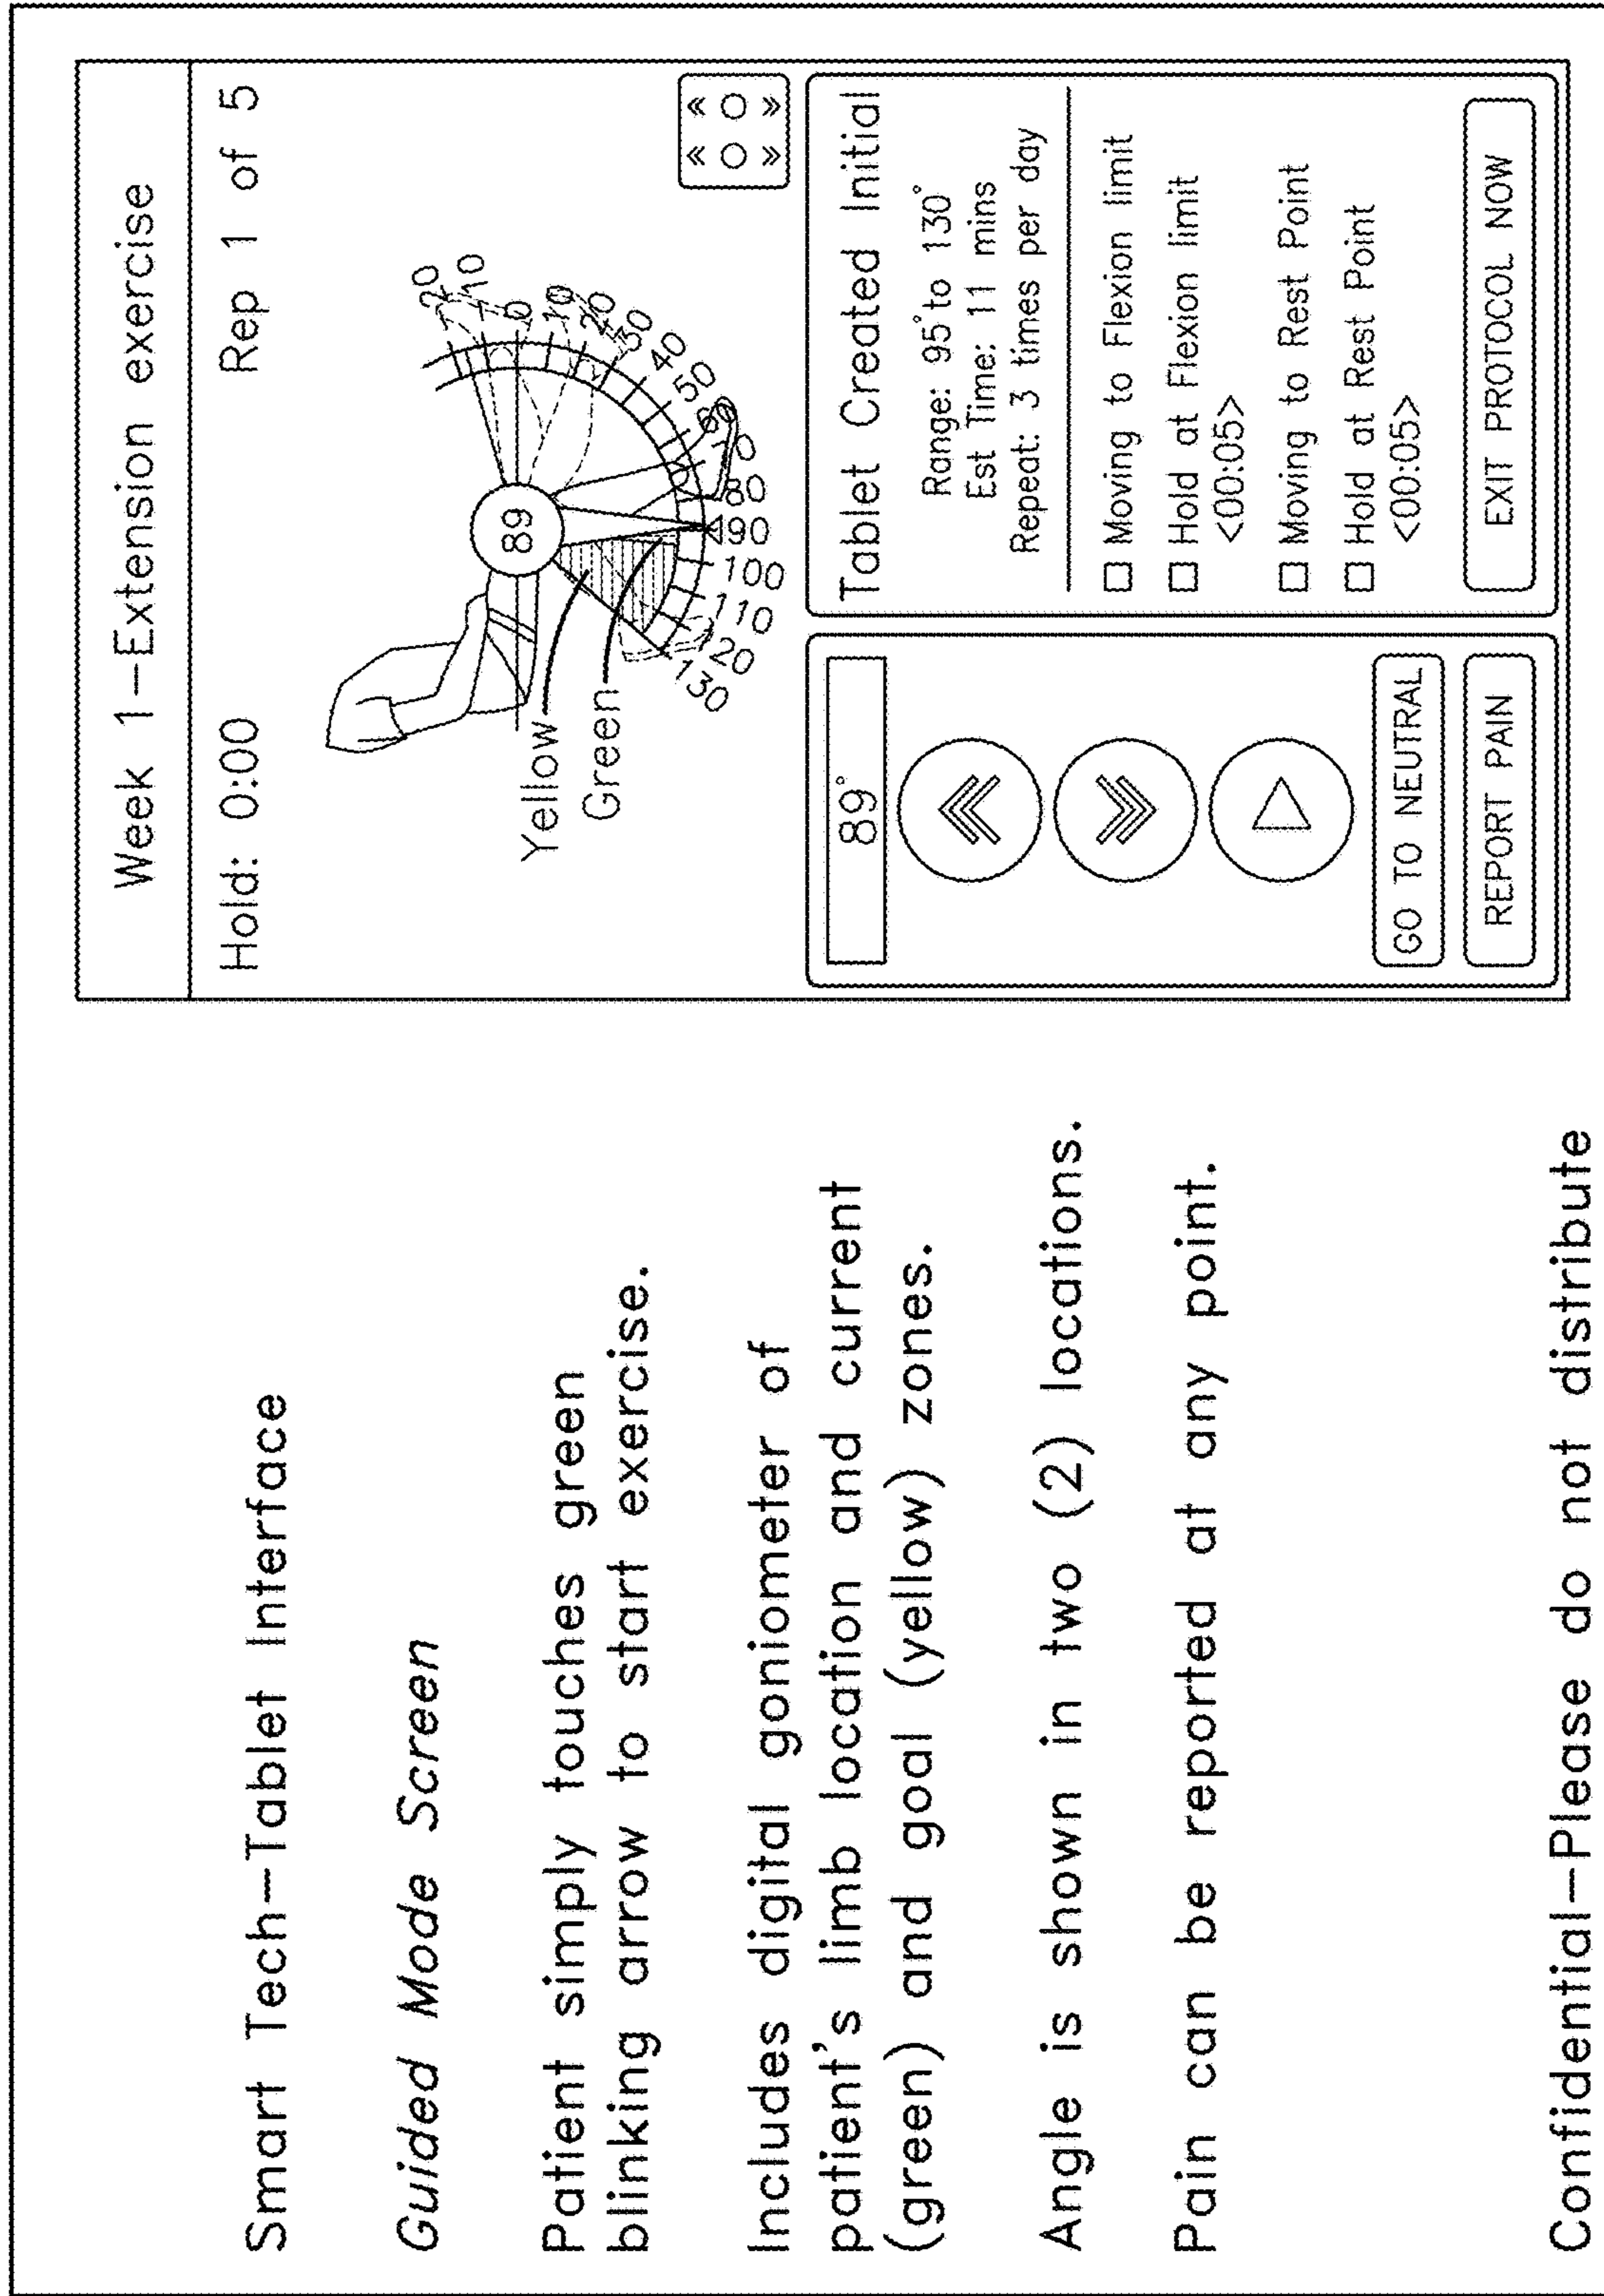 Smart Tech-Tablet Interface
Guided Mode Screen
Patient simply touches green
blinking arrow to start exercise.
Includes digital goniometer of
patient's limb location and current
(green) and goal (yellow) zones.
Angle is shown in two (2) locations.
Pain can be reported at any point.
Confidential-Please do not distribute
Week 1-Extension exercise
Hold: 0:00
Rep 1 of 5
20
10
0
10
20
30
40
50
60
70
80
90
100
110
120
130
89
Yellow
Green
89°
GO TO NEUTRAL
REPORT PAIN
Tablet Created Initial
Range: 95° to 130°
Est Time: 11 mins
Repeat: 3 times per day
Moving to Flexion limit
Hold at Flexion limit
<00:05>
Moving to Rest Point
Hold at Rest Point
<00:05>
EXIT PROTOCOL NOW